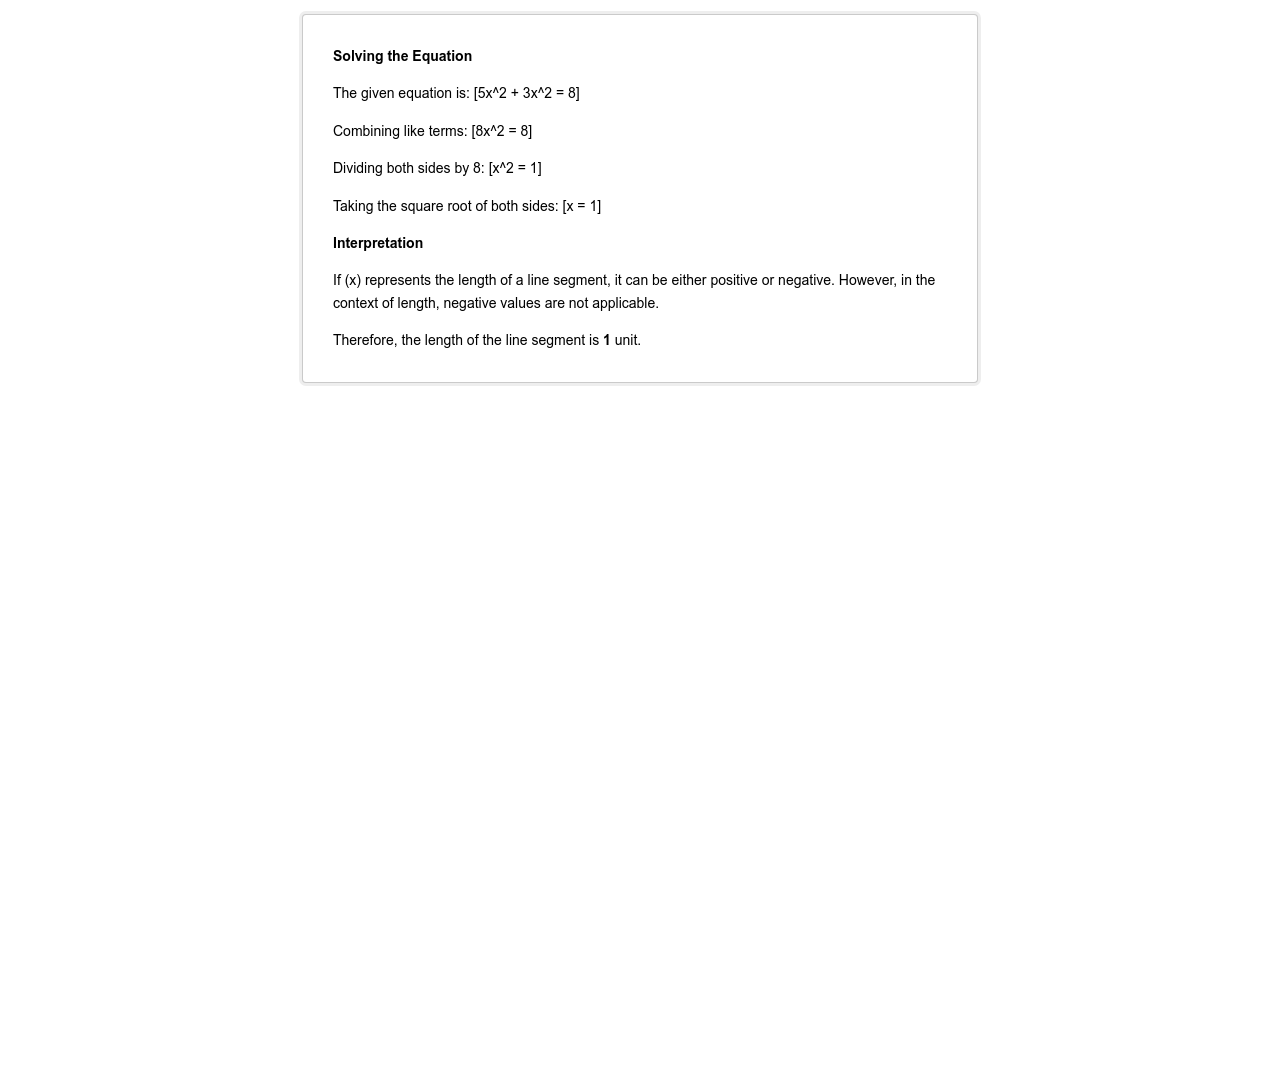 Solving the Equation
The given equation is: [5x^2 + 3x^2 = 8]
Combining like terms: [8x^2 = 8]
Dividing both sides by 8: [x^2 = 1]
Taking the square root of both sides: [x = 1]
Interpretation
If (x) represents the length of a line segment, it can be either positive or negative. However, in the
context of length, negative values are not applicable.
Therefore, the length of the line segment is 1 unit.